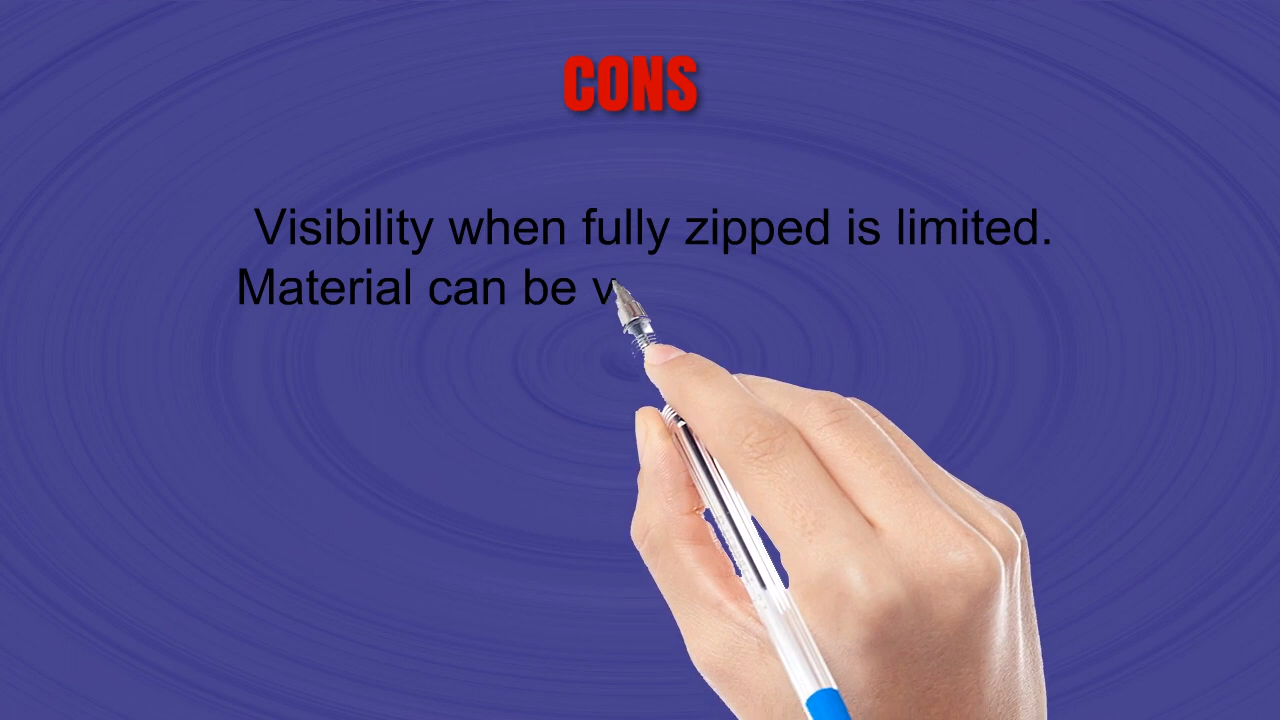 CONS
Visibility when fully zipped is limited.
Material can be v